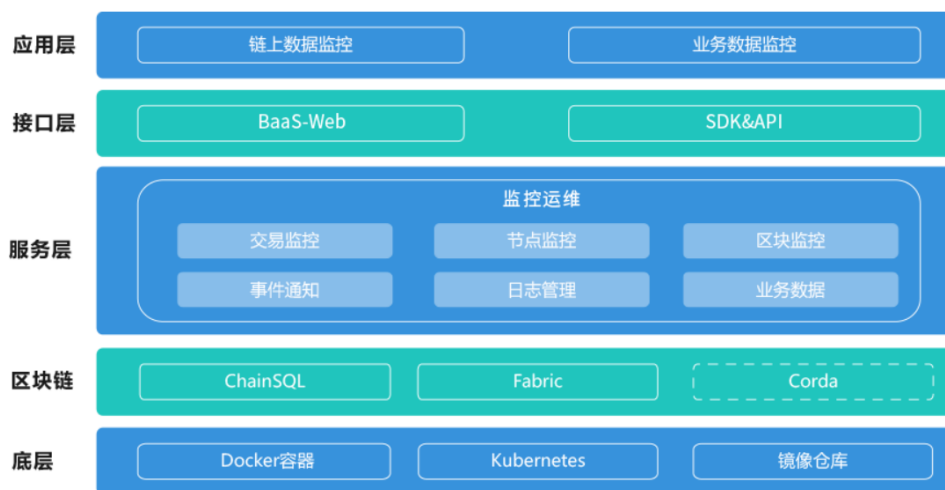 应用层
链上数据监控
业务数据监控
接口层
BaaS-Web
SDK&API
服务层
监控运维
交易监控
节点监控
区块监控
事件通知
日志管理
业务数据
区块链
ChainSQL
Fabric
Corda
底层
Docker容器
Kubernetes
镜像仓库